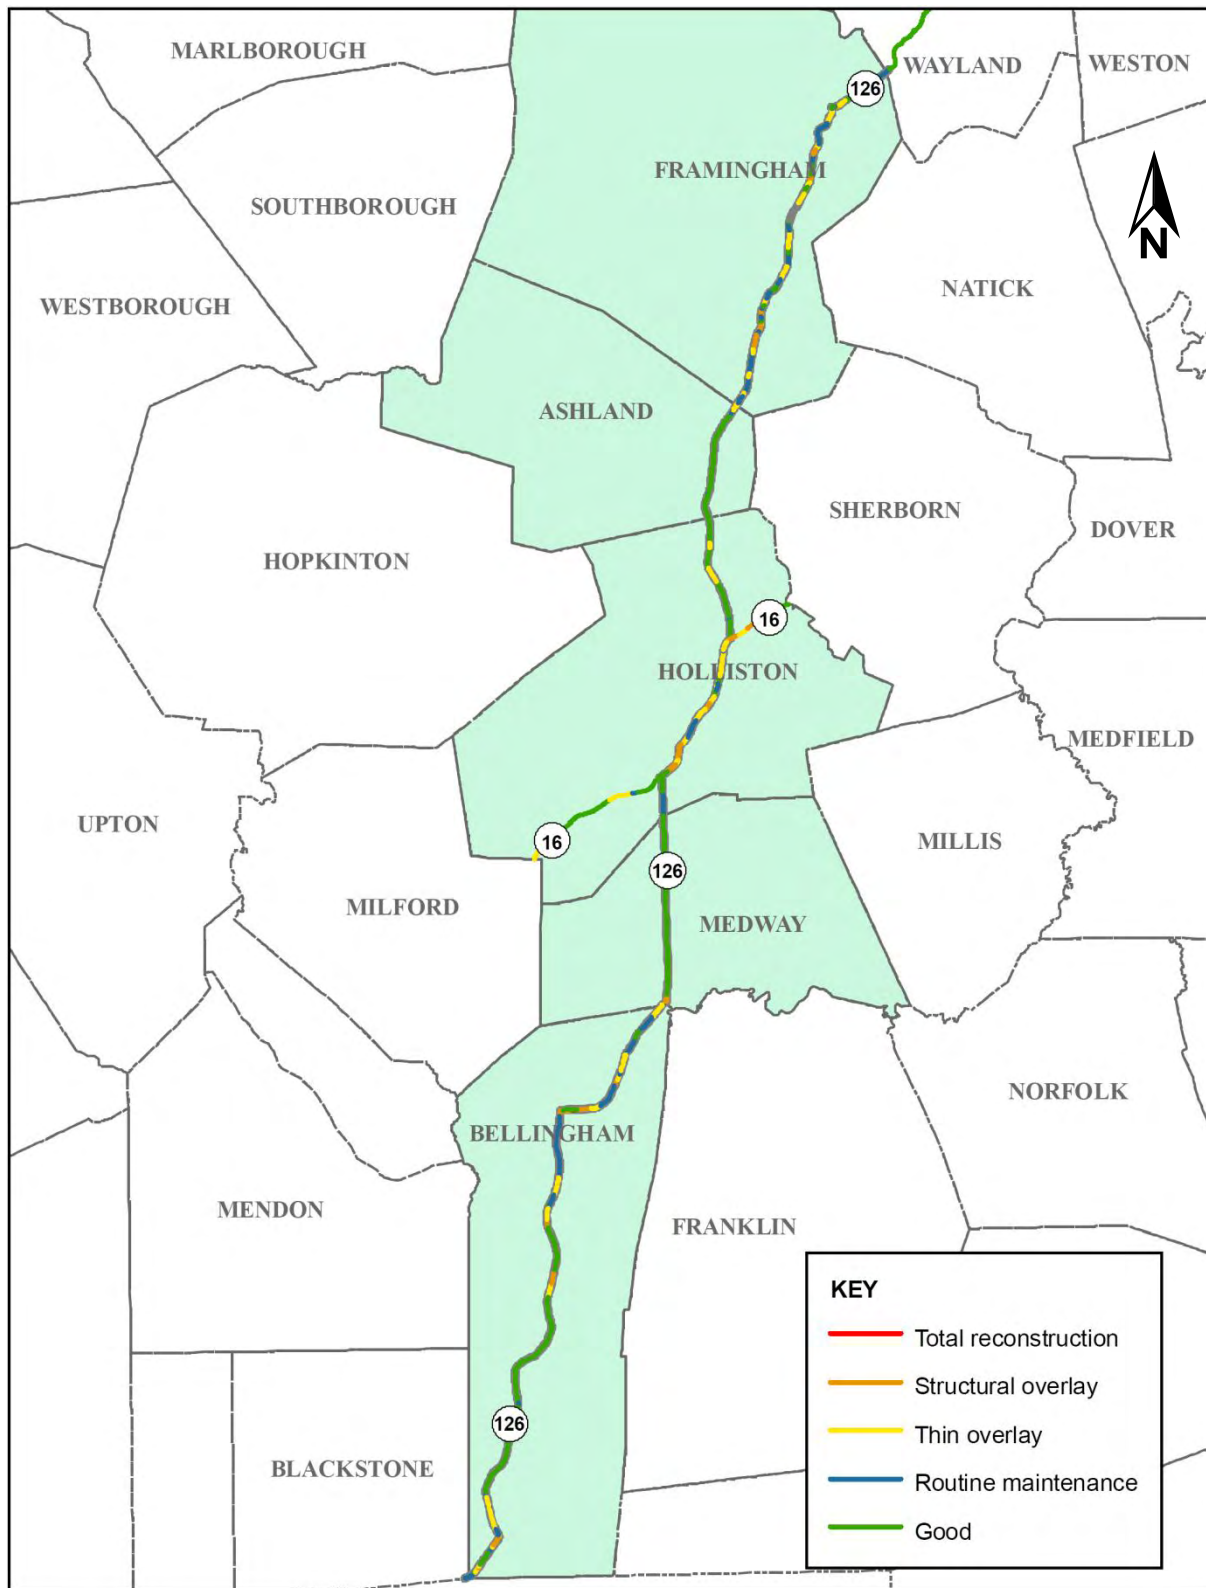 MARLBOROUGH
WAYLAND
WESTON
126
FRAMINGHAM
SOUTHBOROUGH
N
NATICK
WESTBOROUGH
ASHLAND
SHERBORN
DOVER
HOPKINTON
16
HOLLISTON
MEDFIELD
UPTON
16
MILLIS
126
MILFORD
MEDWAY
NORFOLK
BELLINGHAM
MENDON
FRANKLIN
KEY
Total reconstruction
Structural overlay
Thin overlay
Routine maintenance
Good
126
BLACKSTONE